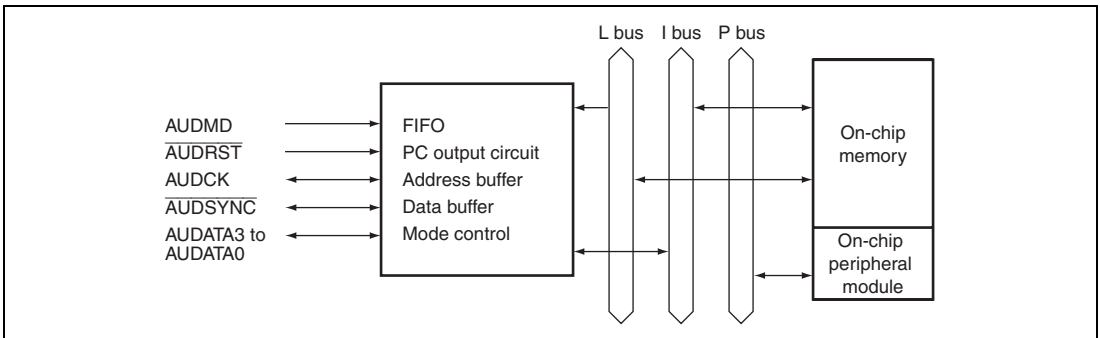 L bus I bus P bus
AUDMD
AUDRST
AUDCK
AUDSYNC
AUDATA3 to
AUDATA0
FIFO
PC output circuit
Address buffer
Data buffer
Mode control
On-chip
memory
On-chip
peripheral
module